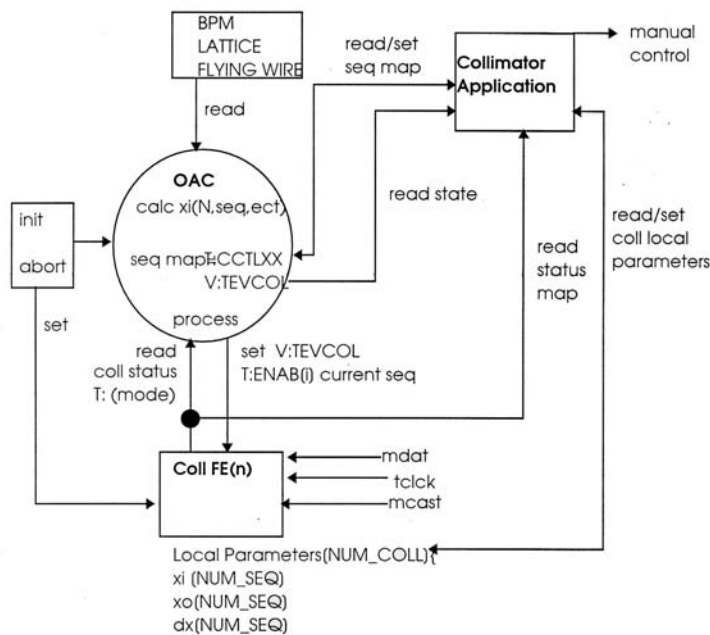 BPM
LATTICE
FLYING WIRE
read
read/set
seq map
Collimator
Application
manual
control
OAC
calc xi(N,seq,ect)
seq map T:CCTLXX
V:TEVCOL
process
init
abort
set
read state
read
status
map
read/set
coll local
parameters
read
coll status
T: (mode)
set V:TEVCOL
T:ENAB(i) current seq
Coll FE(n)
mdat
tclck
mcast
Local Parameters(NUM_COLL){
xi (NUM_SEQ)
xo(NUM_SEQ)
dx(NUM_SEQ)